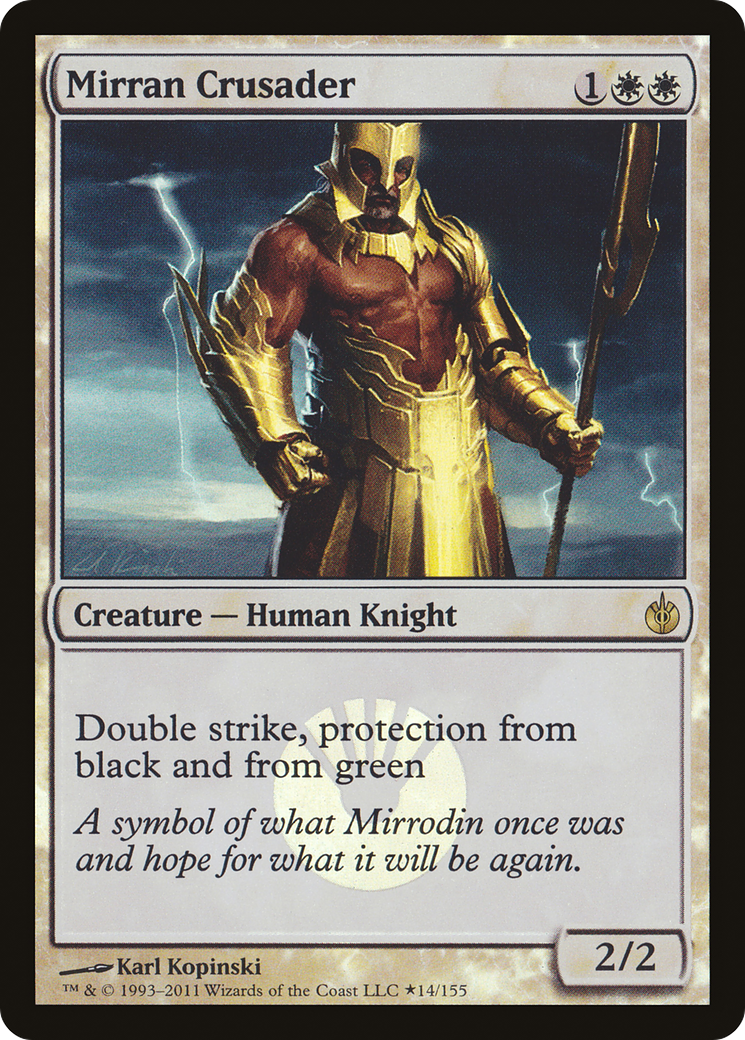 Mirran Crusader 1
Creature — Human Knight
Double strike, protection from
black and from green
A symbol of what Mirrodin once was
and hope for what it will be again.
2/2
Karl Kopinski
™ & © 1993–2011 Wizards of the Coast LLC ★14/155